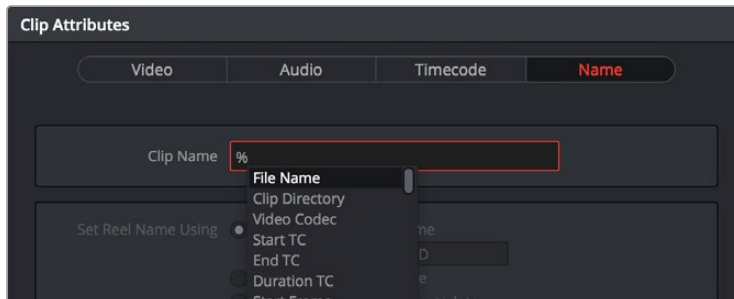 Clip Attributes
Video Audio Timecode Name
Clip Name %
File Name
Clip Directory
Video Codec
Set Reel Name Using
Start TC
End TC
Duration TC